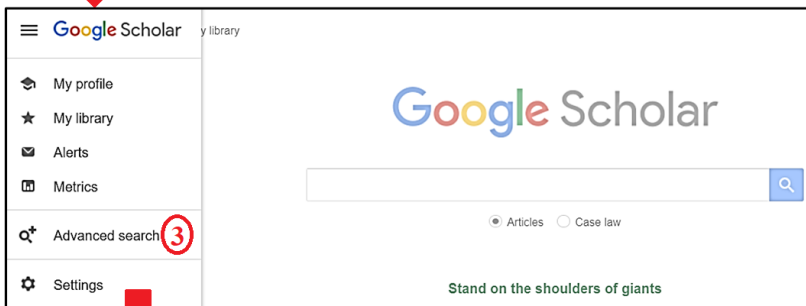 Google Scholar
y library
My profile
My library
Alerts
Metrics
Advanced search 3
Settings
Google Scholar
Articles Case law
Stand on the shoulders of giants